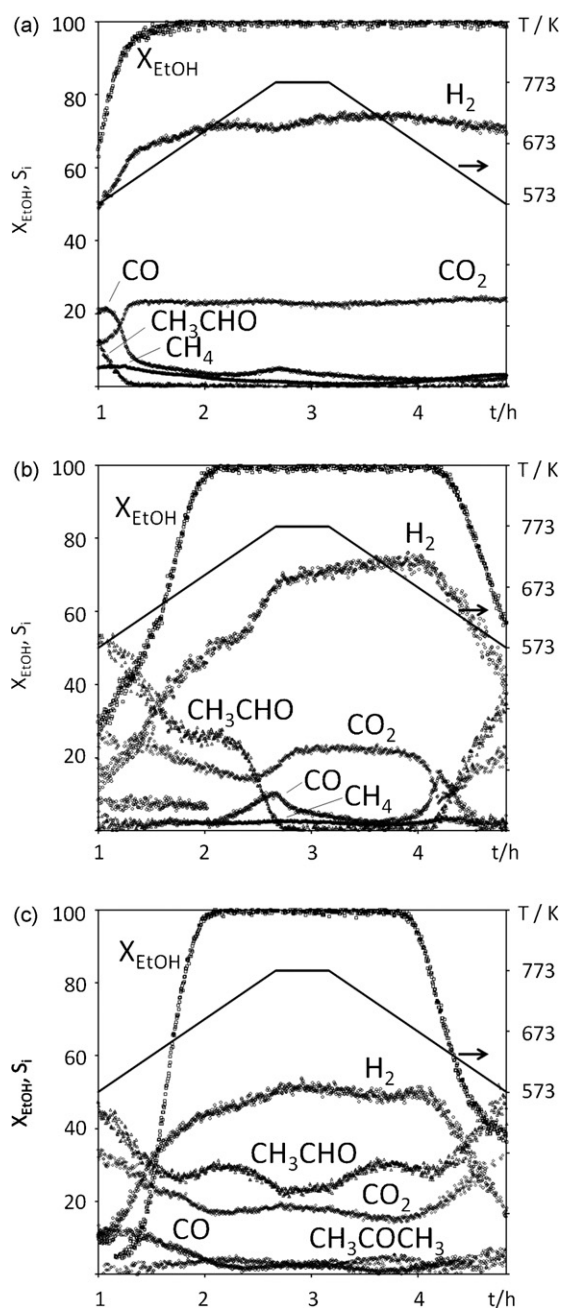 (a)
100
80
60
40
20
X_EtOH, S_i
X_EtOH
H₂
CO
CH₃CHO
CH₄
CO₂
T / K
773
673
573
1
2
3
4
t/h
(b)
100
80
60
40
20
X_EtOH, S_i
X_EtOH
H₂
CH₃CHO
CO₂
CO
CH₄
T / K
773
673
573
1
2
3
4
t/h
(c)
100
80
60
40
20
X_EtOH, S_i
X_EtOH
H₂
CH₃CHO
CO₂
CO
CH₃COCH₃
T / K
773
673
573
1
2
3
4
t/h